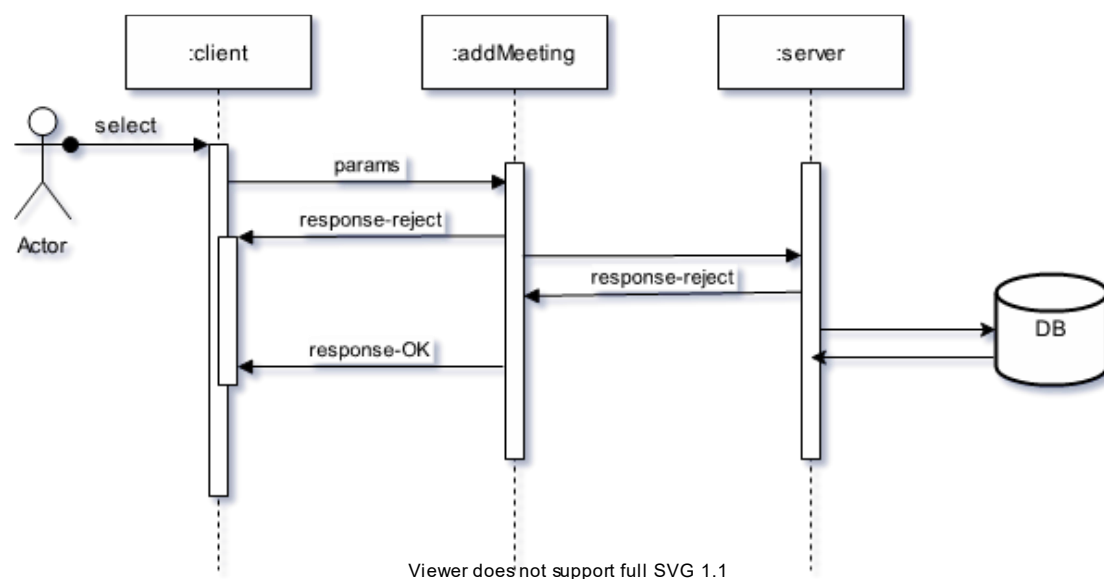 :client
:addMeeting
:server
select
params
response-reject
Actor
response-reject
DB
response-OK
Viewer does not support full SVG 1.1